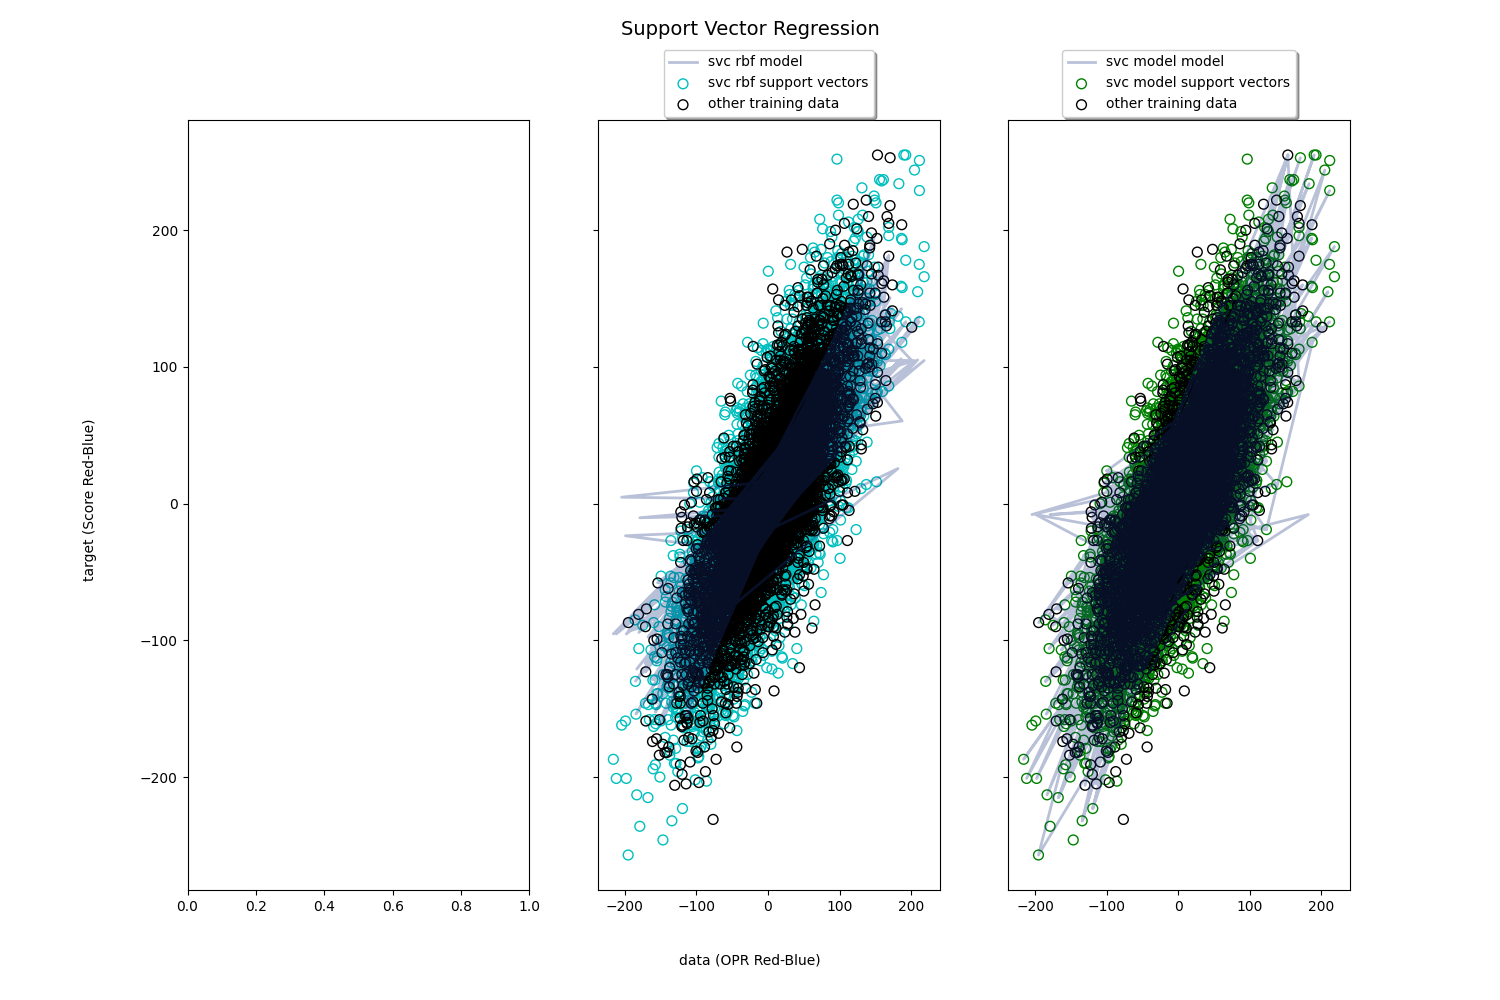 Support Vector Regression
svc rbf model
svc rbf support vectors
other training data
svc model model
svc model support vectors
other training data
target (Score Red-Blue)
200
100
0
−100
−200
0.0 0.2 0.4 0.6 0.8 1.0
−200 −100 0 100 200
−200 −100 0 100 200
data (OPR Red-Blue)